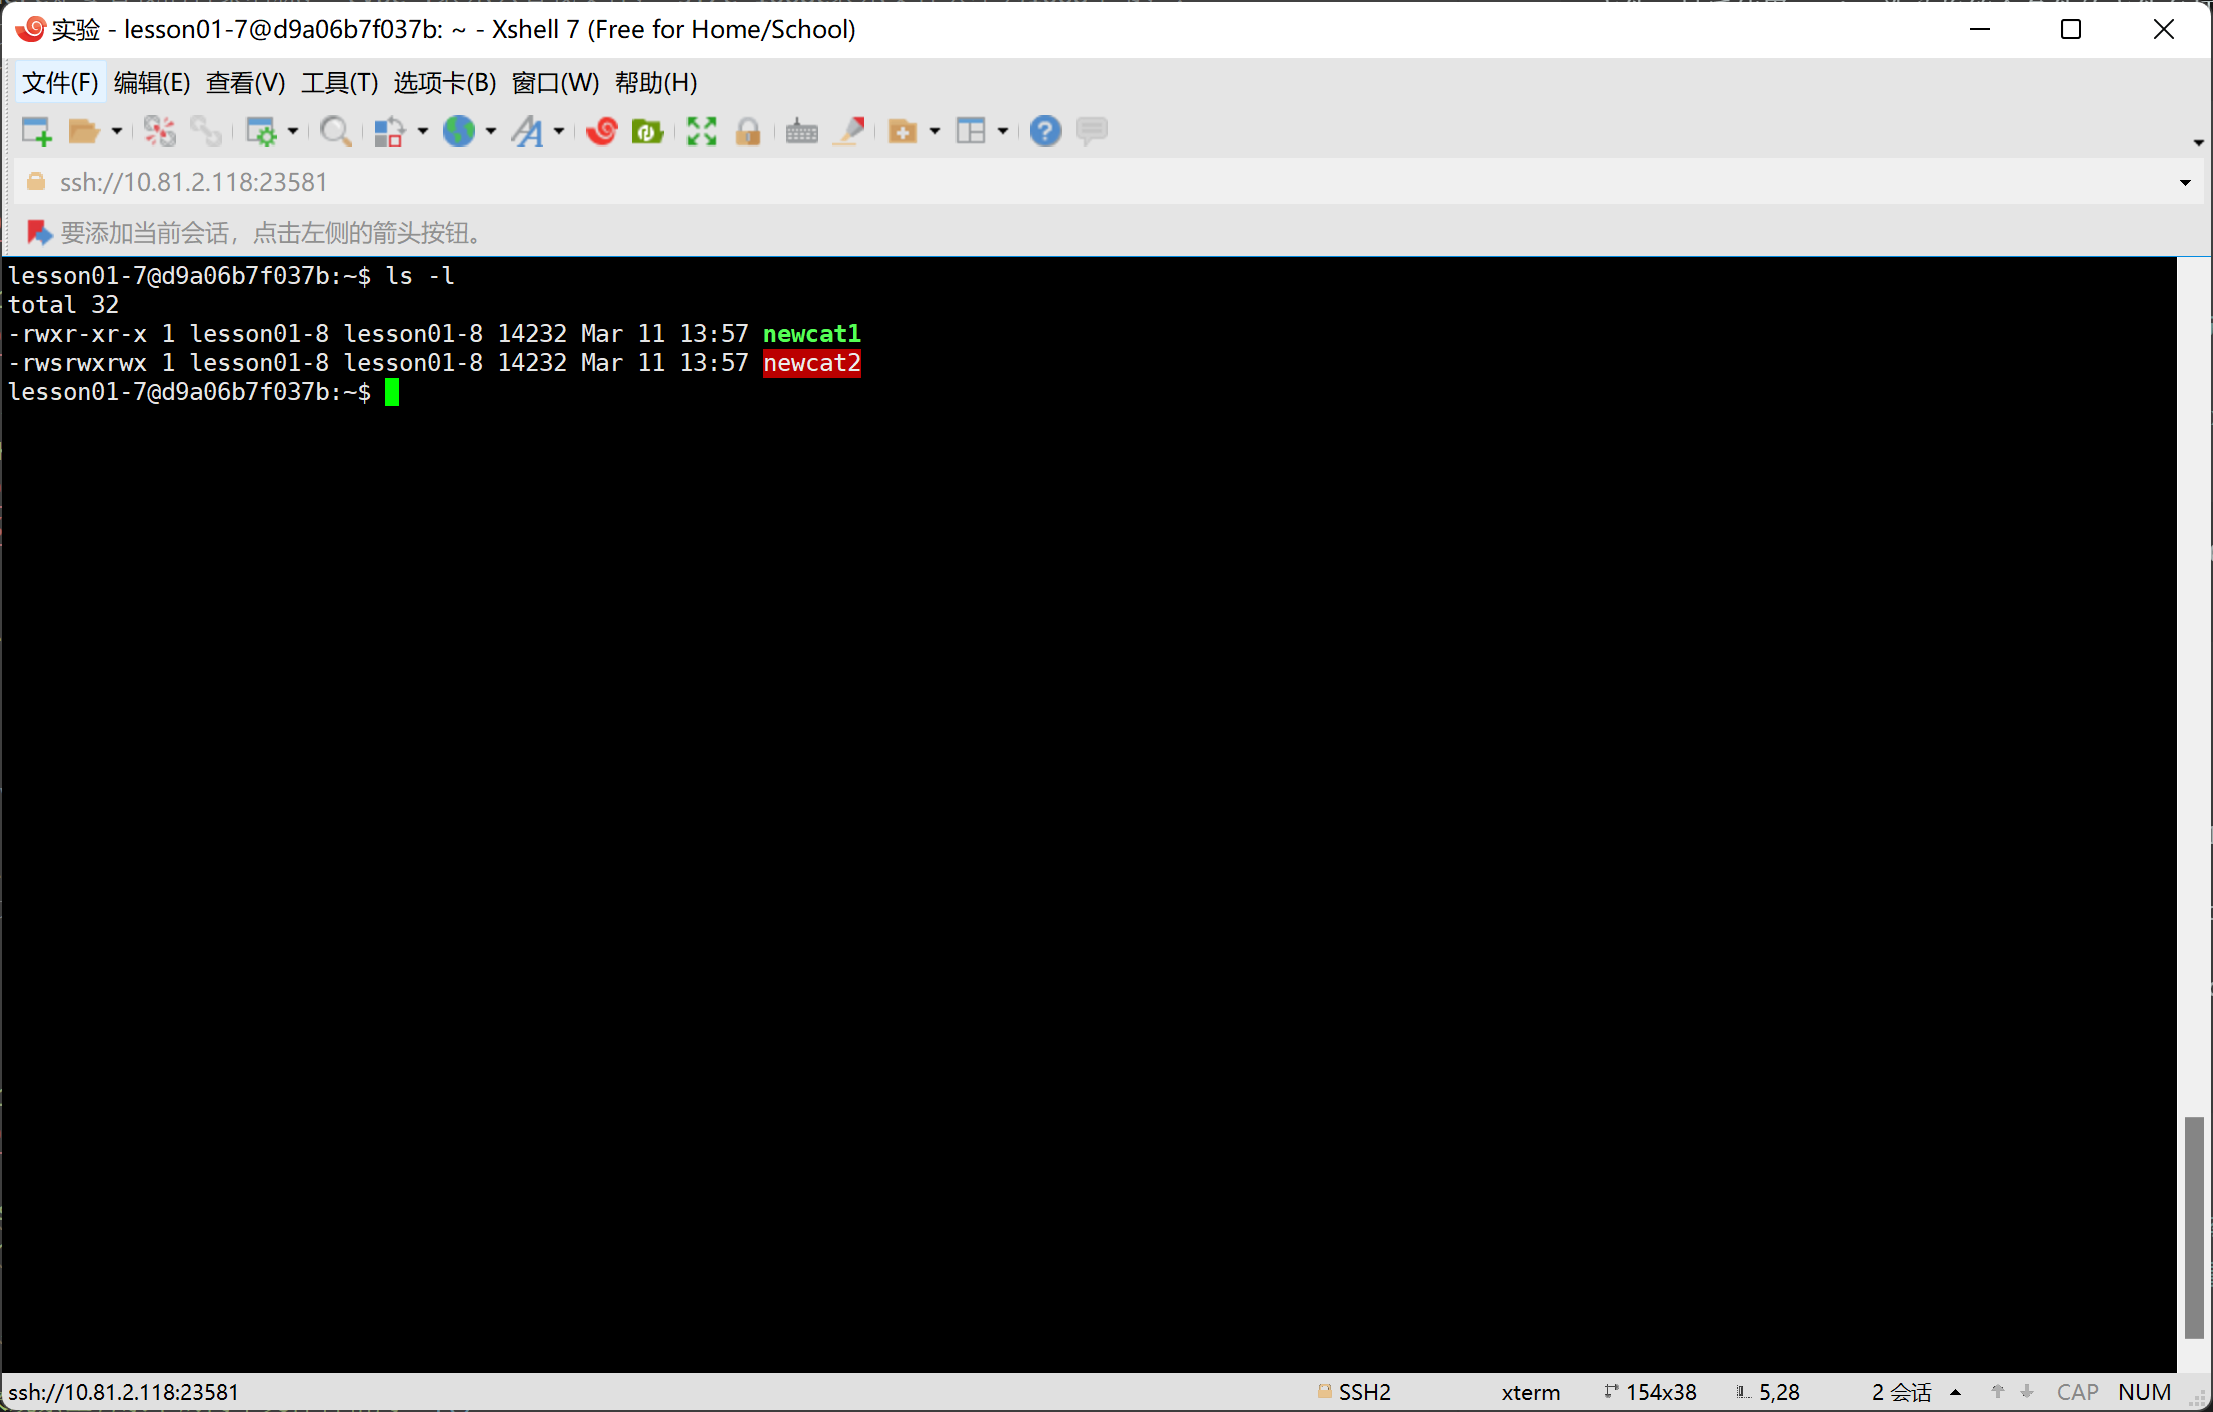 实验 - lesson01-7@d9a06b7f037b: ~ - Xshell 7 (Free for Home/School)
文件(F) 编辑(E) 查看(V) 工具(T) 选项卡(B) 窗口(W) 帮助(H)
ssh://10.81.2.118:23581
要添加当前会话，点击左侧的箭头按钮。
lesson01-7@d9a06b7f037b:~$ ls -l
total 32
-rwxr-xr-x 1 lesson01-8 lesson01-8 14232 Mar 11 13:57 newcat1
-rwsrwxrwx 1 lesson01-8 lesson01-8 14232 Mar 11 13:57 newcat2
lesson01-7@d9a06b7f037b:~$
ssh://10.81.2.118:23581 SSH2 xterm 154x38 5,28 2 会话 CAP NUM